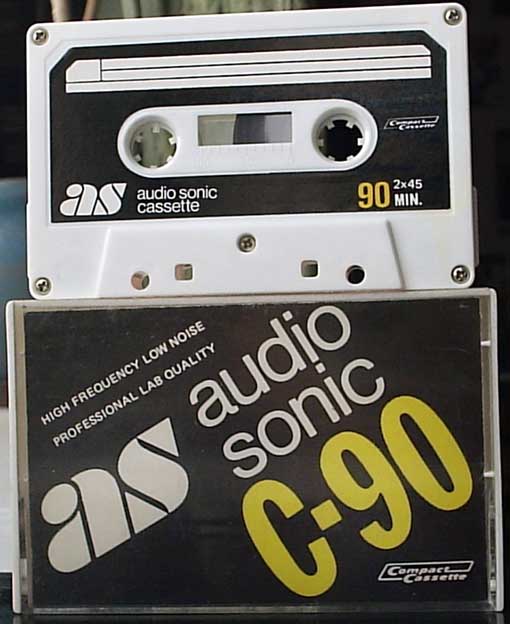 Compact
Cassette
as
audio sonic
cassette
90
2x45
MIN.
HIGH FREQUENCY LOW NOISE
PROFESSIONAL LAB QUALITY
as
audio
sonic
C-90
Compact
Cassette